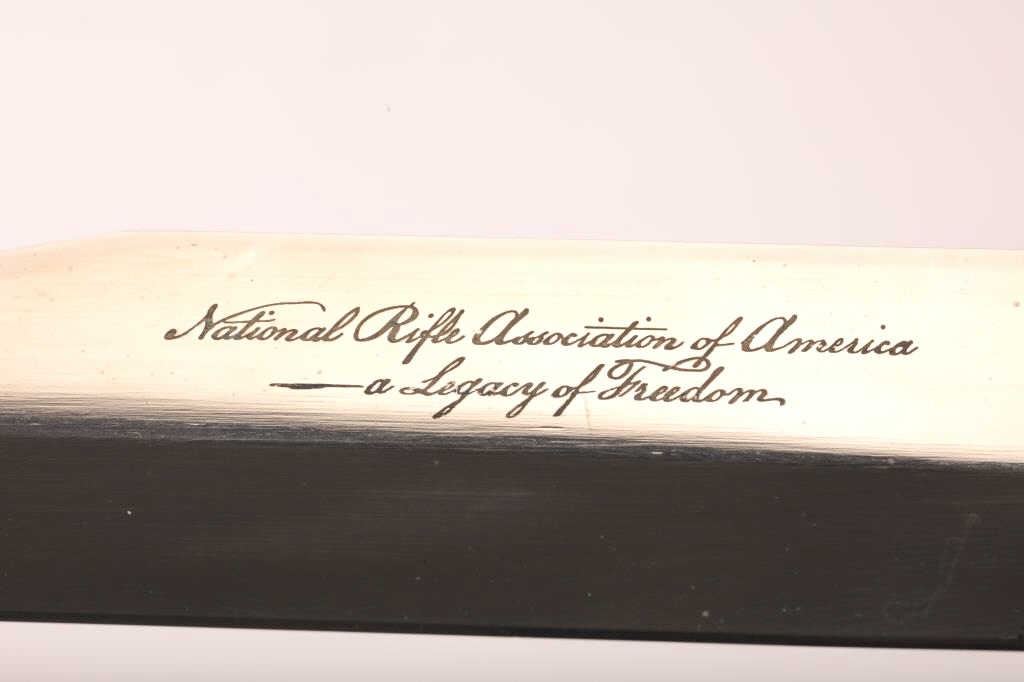 National Rifle Association of America
—a Legacy of Freedom